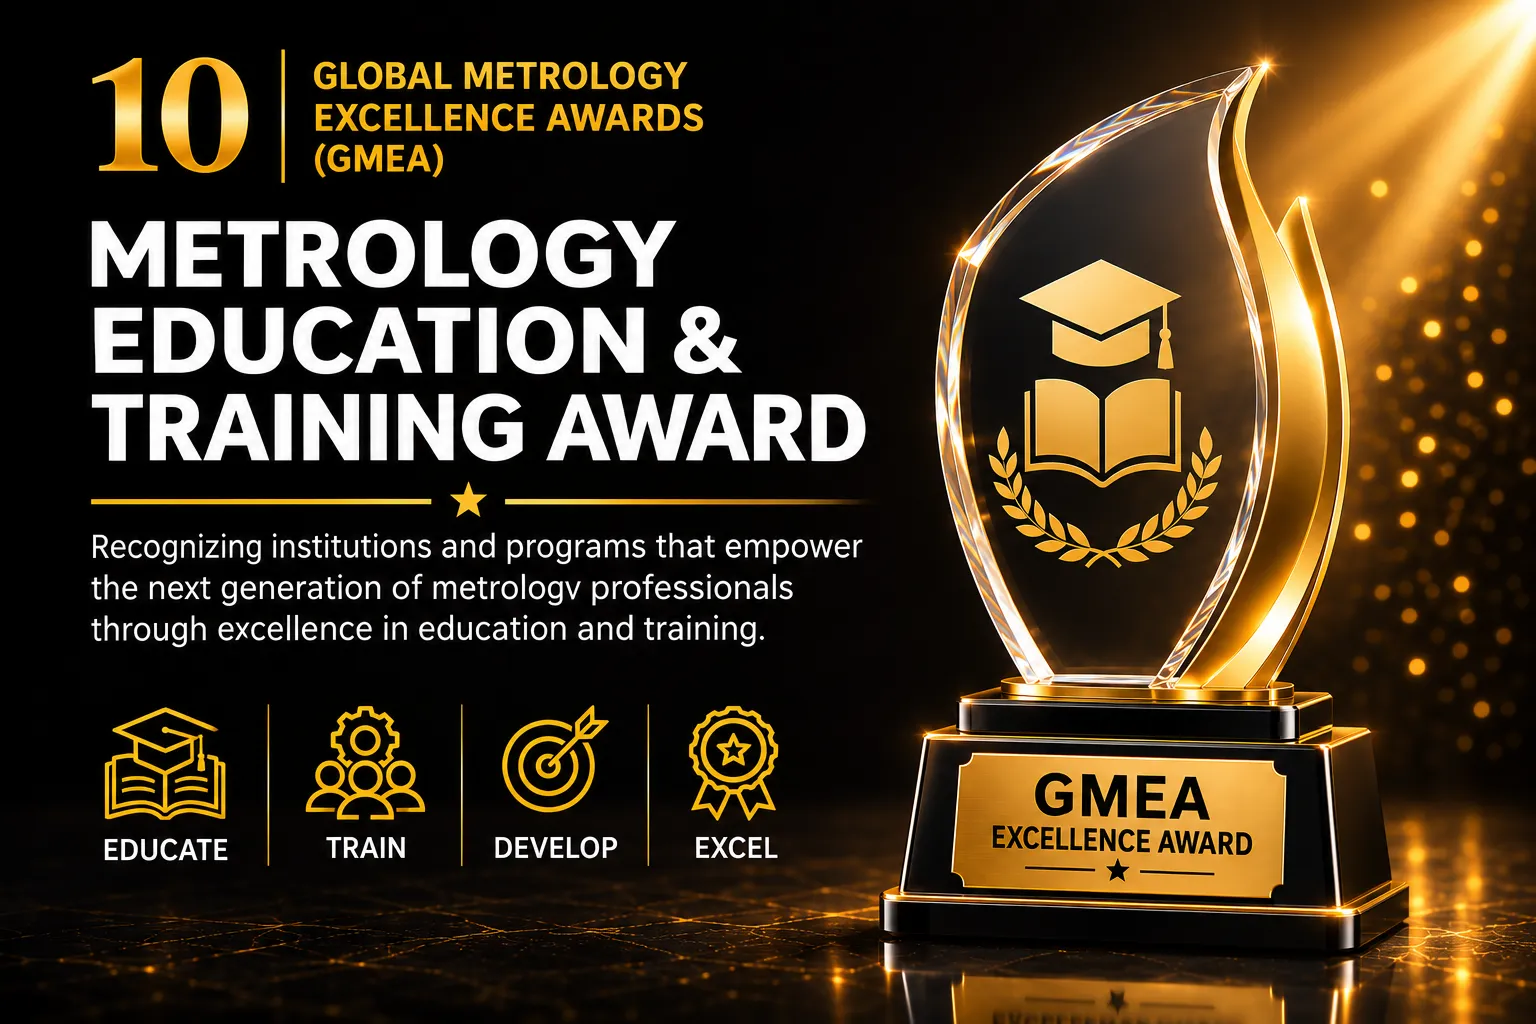 10
GLOBAL METROLOGY
EXCELLENCE AWARDS
(GMEA)
METROLOGY
EDUCATION &
TRAINING AWARD
Recognizing institutions and programs that empower
the next generation of metrologv professionals
through excellence in education and training.
EDUCATE
TRAIN
DEVELOP
EXCEL
GMEA
EXCELLENCE AWARD